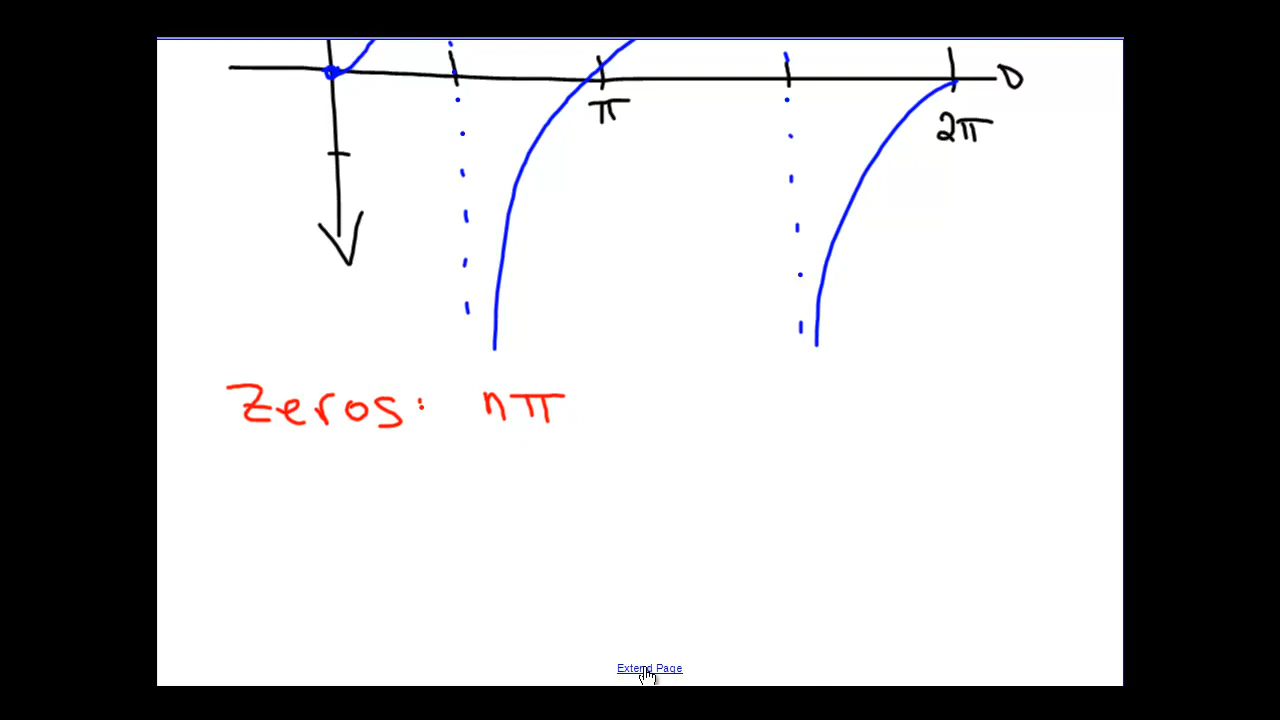 π
2π
Zeros: nπ
Extend Page